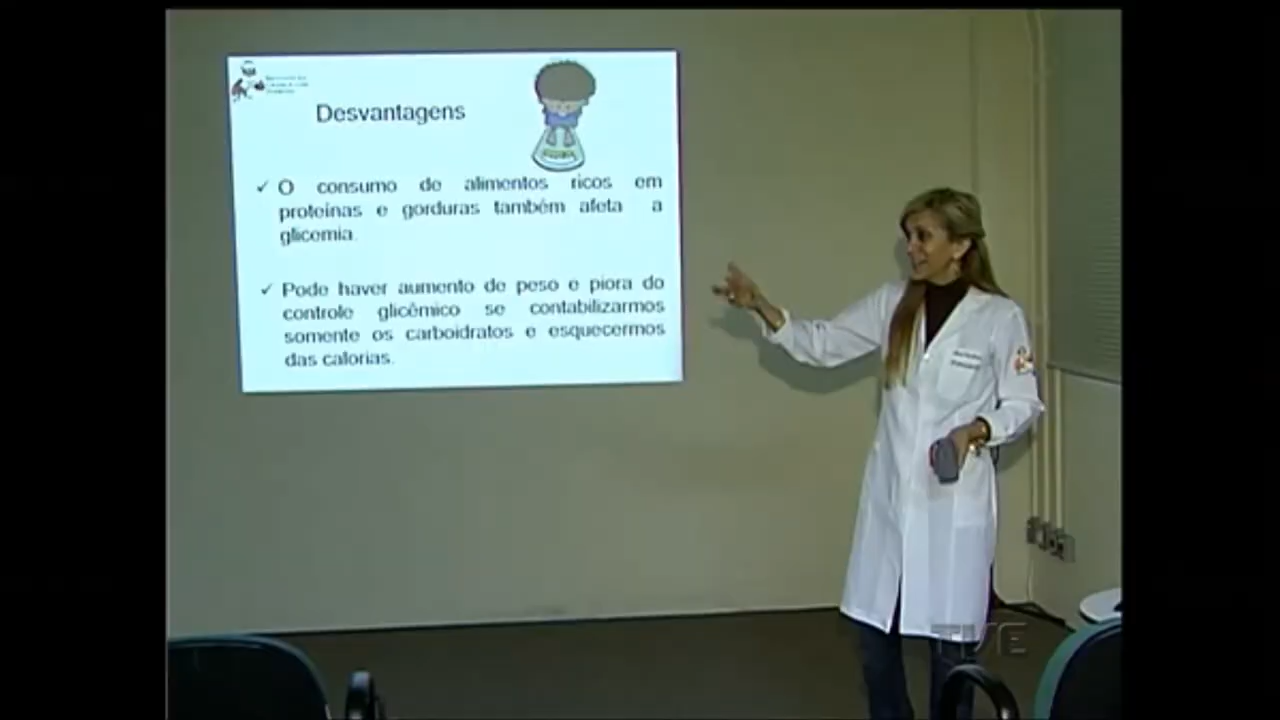 Desvantagens
✓ O consumo de alimentos ricos em
proteínas e gorduras também afeta a
glicemia.
✓ Pode haver aumento de peso e piora do
controle glicêmico se contabilizarmos
somente os carboidratos e esquecermos
das calorias.
TVE